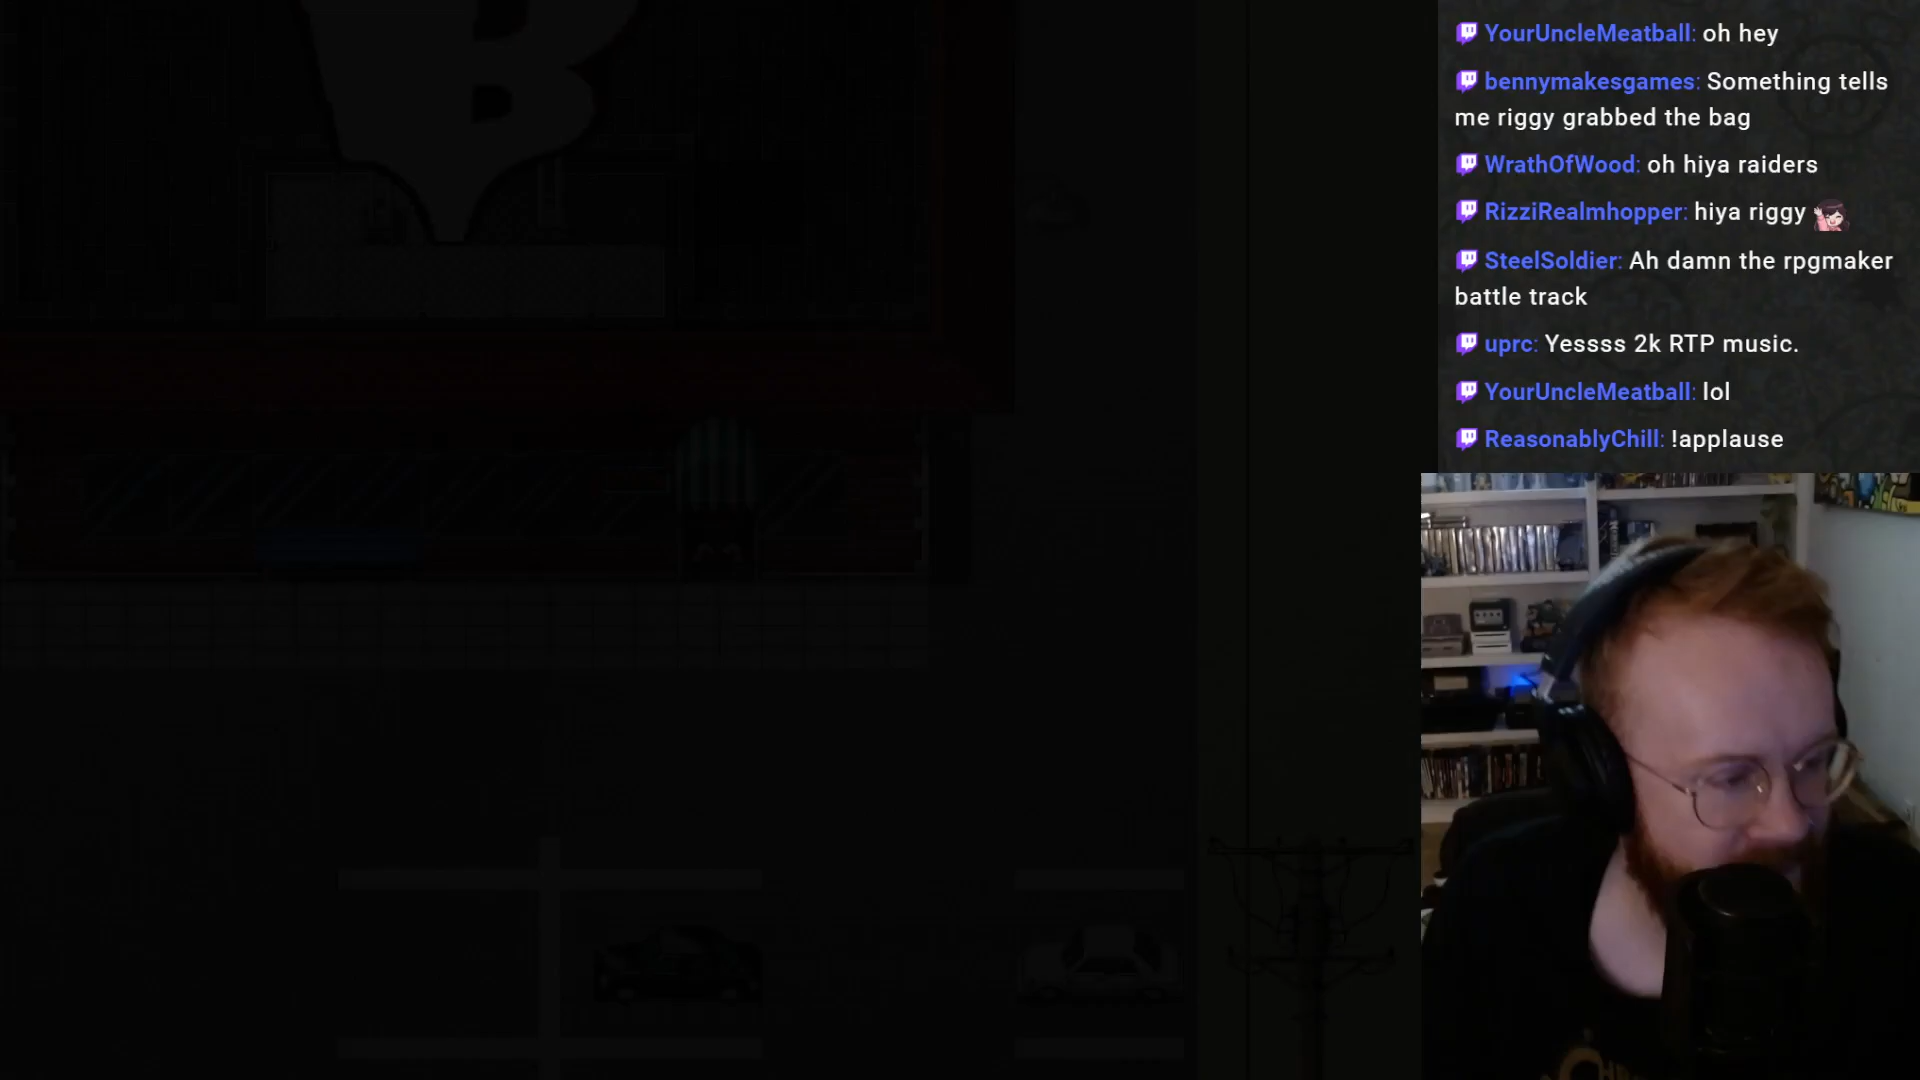 B
YourUncleMeatball: oh hey
bennymakesgames: Something tells
me riggy grabbed the bag
WrathOfWood: oh hiya raiders
RizziRealmhopper: hiya riggy
SteelSoldier: Ah damn the rpgmaker
battle track
uprc: Yessss 2k RTP music.
YourUncleMeatball: lol
ReasonablyChill: !applause